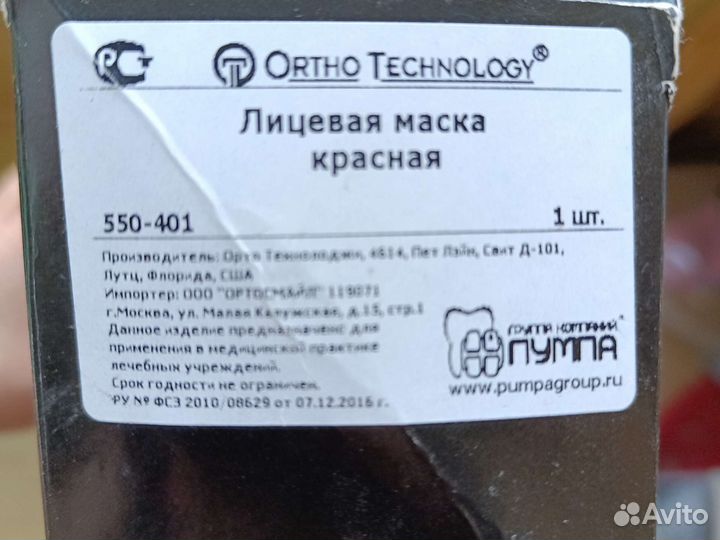 ORTHO TECHNOLOGY®
Лицевая маска
красная
550-401
1 шт.
Производитель: Орто Технолоджи, 4614, Пет Лэйн, Свит Д-101,
Лутц, Флорида, США
Импортер: ООО "ОРТОСМАЙЛ" 119071
г.Москва, ул. Малая Калужская, д.15, стр.1
Данное изделие предназначено для
применения в медицинской практике
лечебных учреждений.
Срок годности не ограничен.
РУ № ФСЗ 2010/08629 от 07.12.2016 г.
ГРУППА КОМПАНИЙ
ПУМПА
www.pumpagroup.ru
Avito